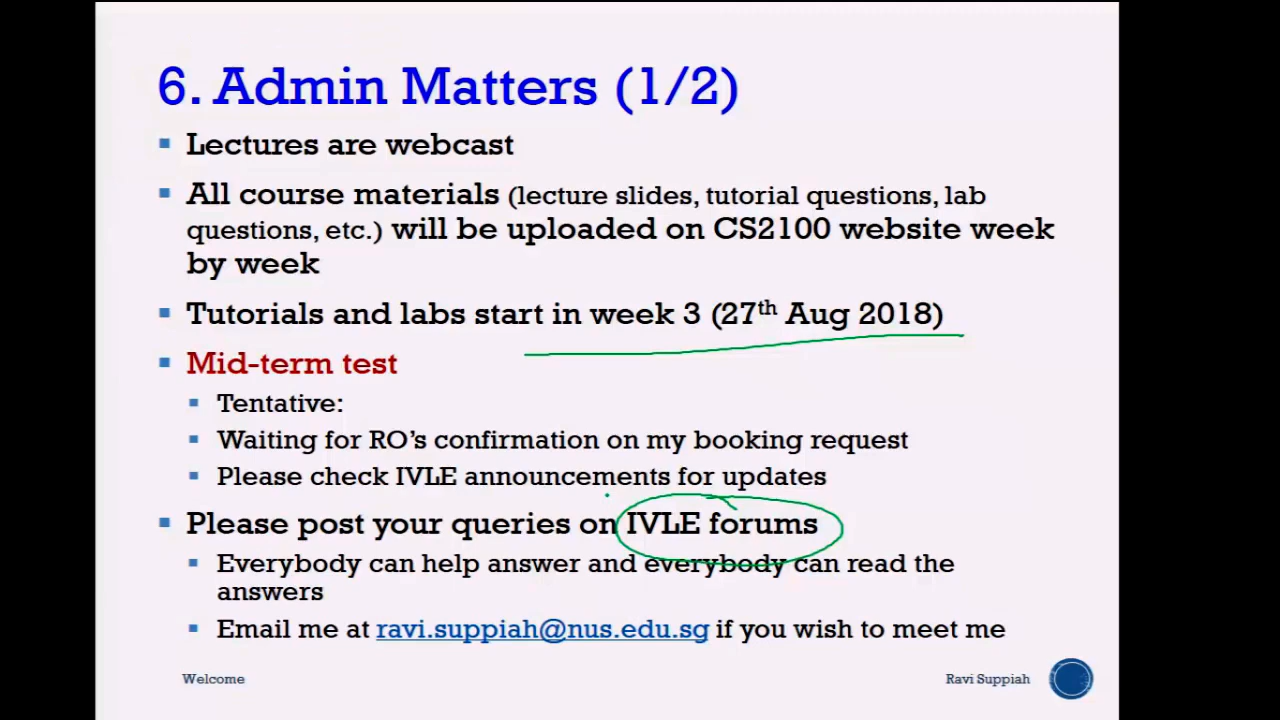 6. Admin Matters (1/2)
Lectures are webcast
All course materials (lecture slides, tutorial questions, lab
questions, etc.) will be uploaded on CS2100 website week
by week
Tutorials and labs start in week 3 (27th Aug 2018)
Mid-term test
Tentative:
Waiting for RO's confirmation on my booking request
Please check IVLE announcements for updates
Please post your queries on IVLE forums
Everybody can help answer and everybody can read the
answers
Email me at ravi.suppiah@nus.edu.sg if you wish to meet me
Welcome
Ravi Suppiah